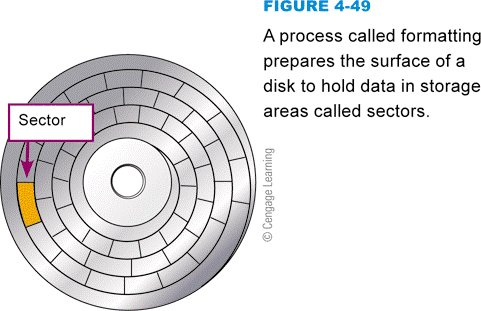 FIGURE 4-49
A process called formatting
prepares the surface of a
disk to hold data in storage
areas called sectors.
Sector
© Cengage Learning